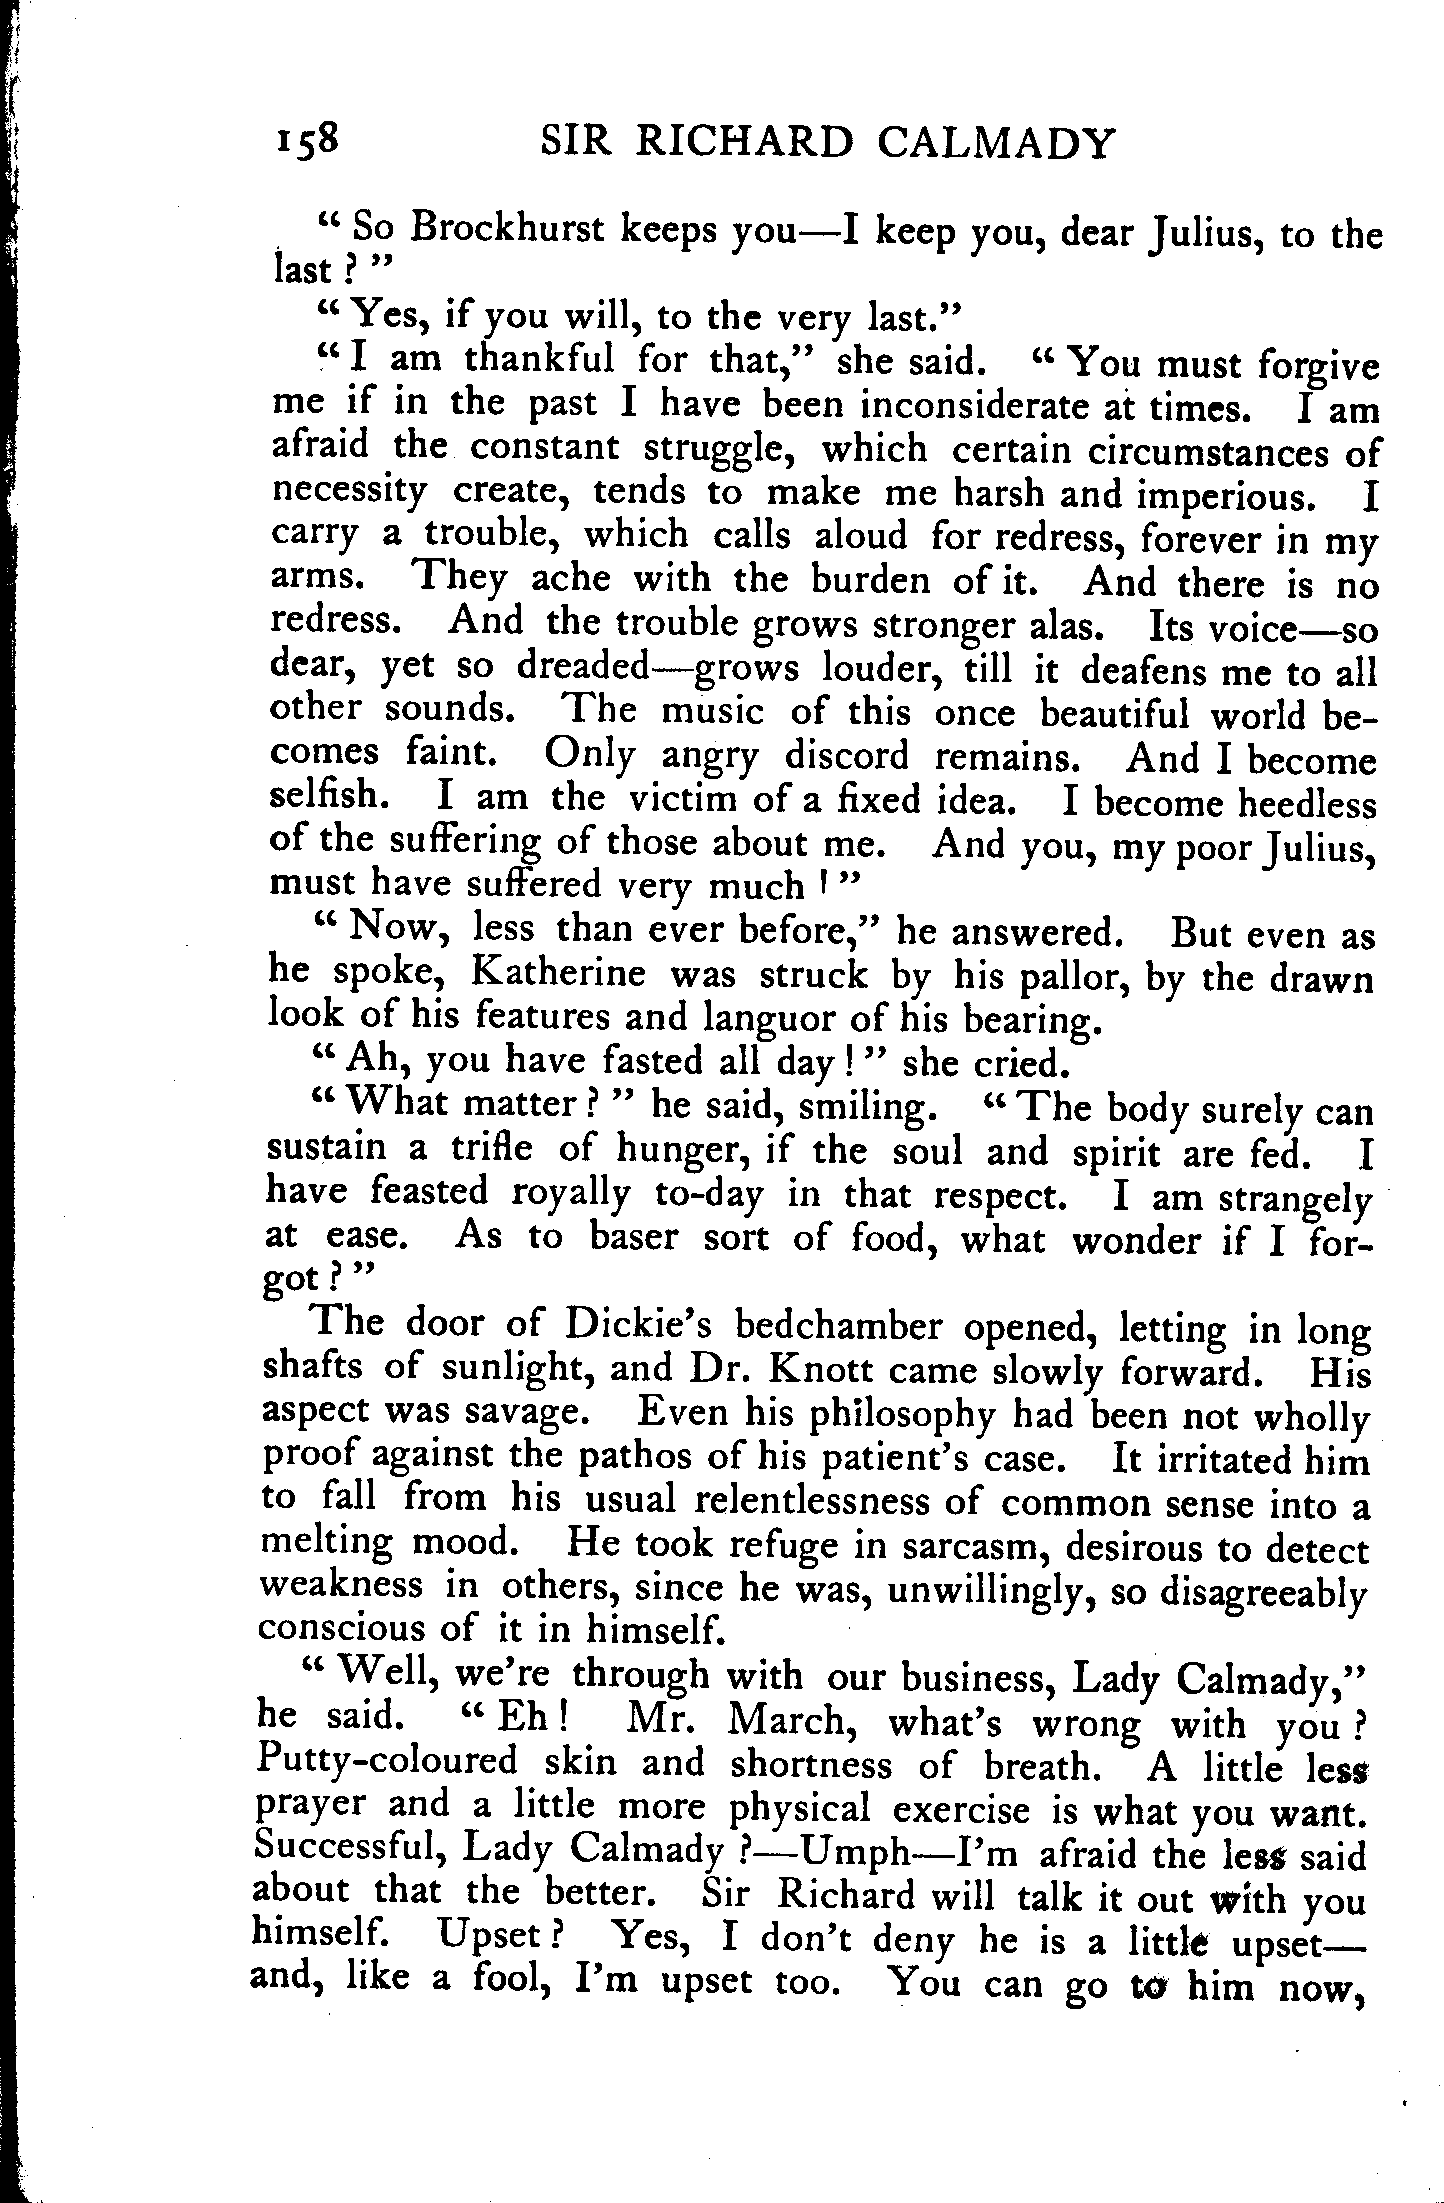 158 SIR RICHARD CALMADY
“ So Brockhurst keeps you—I keep you, dear Julius, to the
last ? ”
“ Yes, if you will, to the very last.”
“ I am thankful for that,” she said. “ You must forgive
me if in the past I have been inconsiderate at times. I am
afraid the constant struggle, which certain circumstances of
necessity create, tends to make me harsh and imperious. I
carry a trouble, which calls aloud for redress, forever in my
arms. They ache with the burden of it. And there is no
redress. And the trouble grows stronger alas. Its voice—so
dear, yet so dreaded—grows louder, till it deafens me to all
other sounds. The music of this once beautiful world be-
comes faint. Only angry discord remains. And I become
selfish. I am the victim of a fixed idea. I become heedless
of the suffering of those about me. And you, my poor Julius,
must have suffered very much ! ”
“ Now, less than ever before,” he answered. But even as
he spoke, Katherine was struck by his pallor, by the drawn
look of his features and languor of his bearing.
“ Ah, you have fasted all day ! ” she cried.
“ What matter ? ” he said, smiling. “ The body surely can
sustain a trifle of hunger, if the soul and spirit are fed. I
have feasted royally to-day in that respect. I am strangely
at ease. As to baser sort of food, what wonder if I for-
got ? ”
The door of Dickie’s bedchamber opened, letting in long
shafts of sunlight, and Dr. Knott came slowly forward. His
aspect was savage. Even his philosophy had been not wholly
proof against the pathos of his patient’s case. It irritated him
to fall from his usual relentlessness of common sense into a
melting mood. He took refuge in sarcasm, desirous to detect
weakness in others, since he was, unwillingly, so disagreeably
conscious of it in himself.
“ Well, we’re through with our business, Lady Calmady,”
he said. “ Eh ! Mr. March, what’s wrong with you ?
Putty-coloured skin and shortness of breath. A little less
prayer and a little more physical exercise is what you want.
Successful, Lady Calmady ?—Umph—I’m afraid the less said
about that the better. Sir Richard will talk it out with you
himself. Upset ? Yes, I don’t deny he is a little upset—
and, like a fool, I’m upset too. You can go to him now,